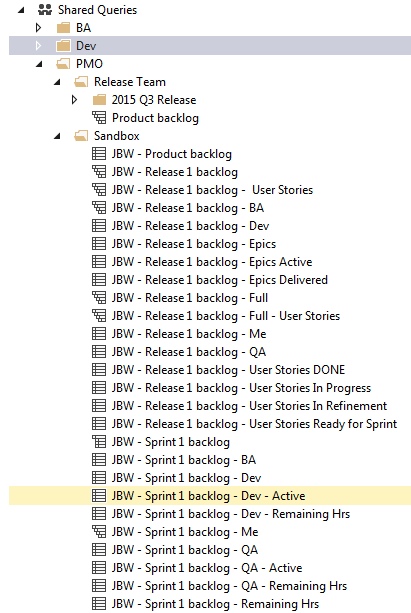 Shared Queries
BA
Dev
PMO
Release Team
2015 Q3 Release
Product backlog
Sandbox
JBW - Product backlog
JBW - Release 1 backlog
JBW - Release 1 backlog -  User Stories
JBW - Release 1 backlog - BA
JBW - Release 1 backlog - Dev
JBW - Release 1 backlog - Epics
JBW - Release 1 backlog - Epics Active
JBW - Release 1 backlog - Epics Delivered
JBW - Release 1 backlog - Full
JBW - Release 1 backlog - Full - User Stories
JBW - Release 1 backlog - Me
JBW - Release 1 backlog - QA
JBW - Release 1 backlog - User Stories DONE
JBW - Release 1 backlog - User Stories In Progress
JBW - Release 1 backlog - User Stories In Refinement
JBW - Release 1 backlog - User Stories Ready for Sprint
JBW - Sprint 1 backlog
JBW - Sprint 1 backlog - BA
JBW - Sprint 1 backlog - Dev
JBW - Sprint 1 backlog - Dev - Active
JBW - Sprint 1 backlog - Dev - Remaining Hrs
JBW - Sprint 1 backlog - Me
JBW - Sprint 1 backlog - QA
JBW - Sprint 1 backlog - QA - Active
JBW - Sprint 1 backlog - QA - Remaining Hrs
JBW - Sprint 1 backlog - Remaining Hrs